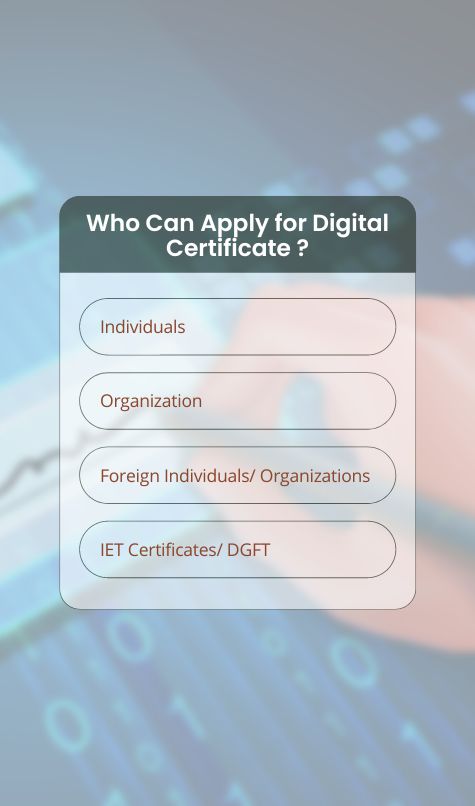 Who Can Apply for Digital
Certificate ?
Individuals
Organization
Foreign Individuals/ Organizations
IET Certificates/ DGFT